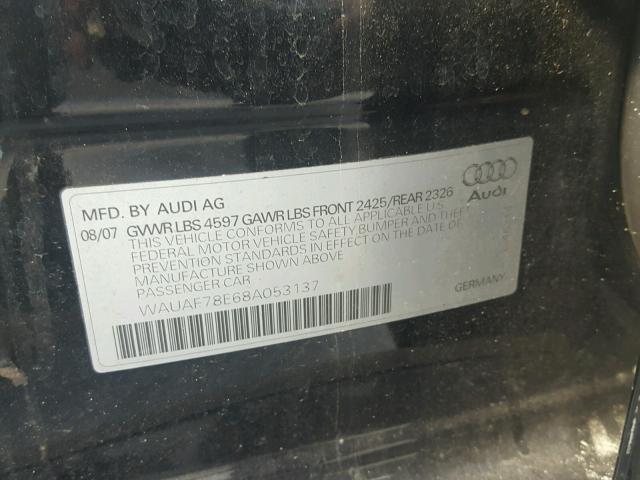 MFD. BY AUDI AG
08/07 GVWR LBS 4597 GAWR LBS FRONT 2425/REAR 2326
THIS VEHICLE CONFORMS TO ALL APPLICABLE U.S.
FEDERAL MOTOR VEHICLE SAFETY BUMPER AND THEFT
PREVENTION STANDARDS IN EFFECT ON THE DATE OF
MANUFACTURE SHOWN ABOVE
PASSENGER CAR
WAUAF78E68A053137
Audi
GERMANY